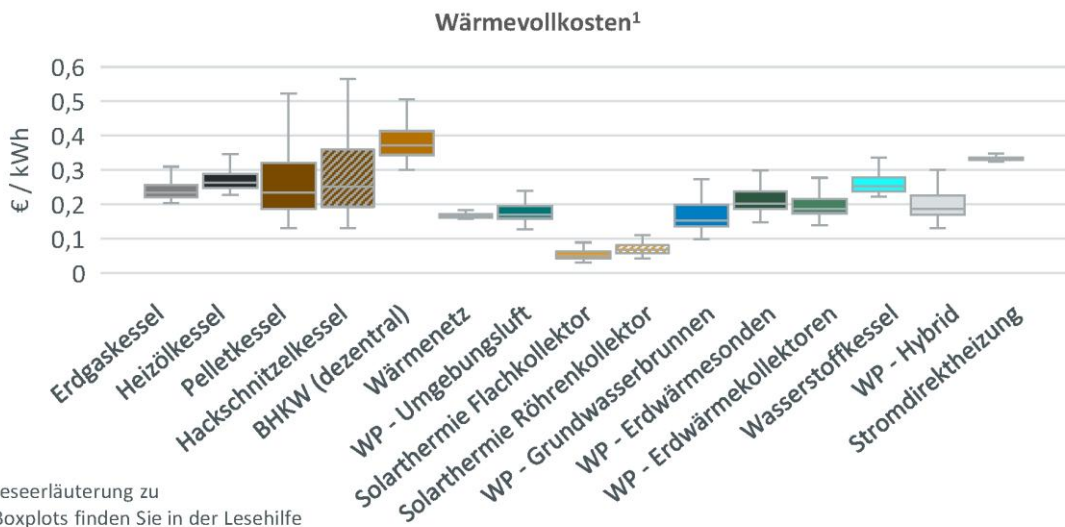 Wärmevollkosten¹
€ / kWh
0,6
0,5
0,4
0,3
0,2
0,1
0
Erdgaskessel
Heizölkessel
Pelletkessel
Hackschnitzelkessel
BHKW (dezentral)
Wärmenetz
WP - Umgebungsluft
Solarthermie Flachkollektor
Solarthermie Röhrenkollektor
WP - Grundwasserbrunnen
WP - Erdwärmesonden
WP - Erdwärmekollektoren
Wasserstoffkessel
WP - Hybrid
Stromdirektheizung
eseerläuterung zu
Boxplots finden Sie in der Lesehilfe